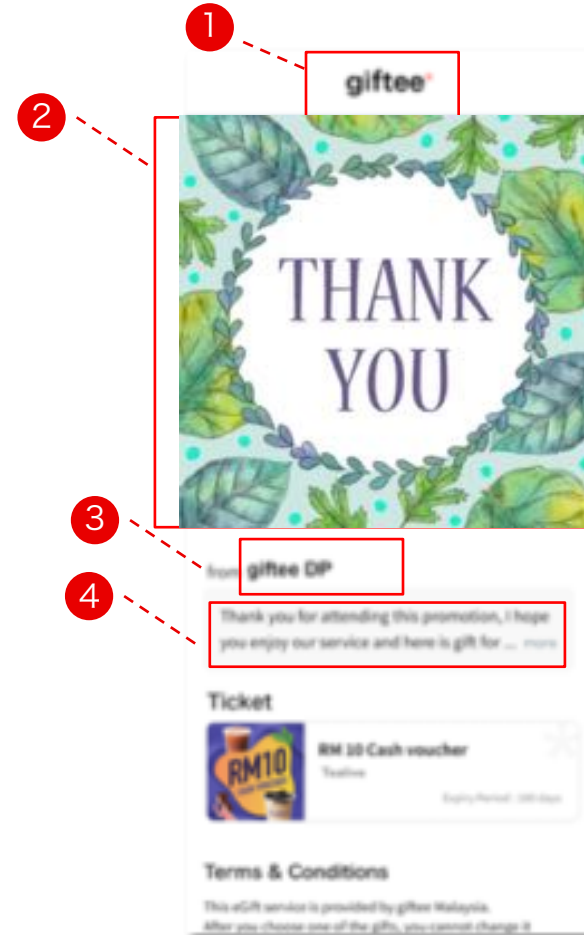 1
giftee
2
THANK
YOU
3
from giftee DP
4
Thank you for attending this promotion, I hope
you enjoy our service and here is gift for ... more
Ticket
RM10
CASH VOUCHER
RM 10 Cash voucher
Tealive
Expiry Period : 180 days
Terms & Conditions
This eGift service is provided by giftee Malaysia.
After you choose one of the gifts, you cannot change it